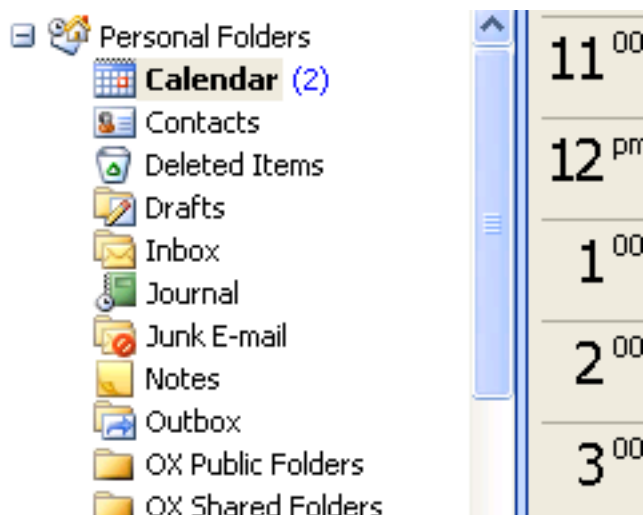 Personal Folders
Calendar (2)
Contacts
Deleted Items
Drafts
Inbox
Journal
Junk E-mail
Notes
Outbox
OX Public Folders
OX Shared Folders
11 00
12 pm
1 00
2 00
3 00